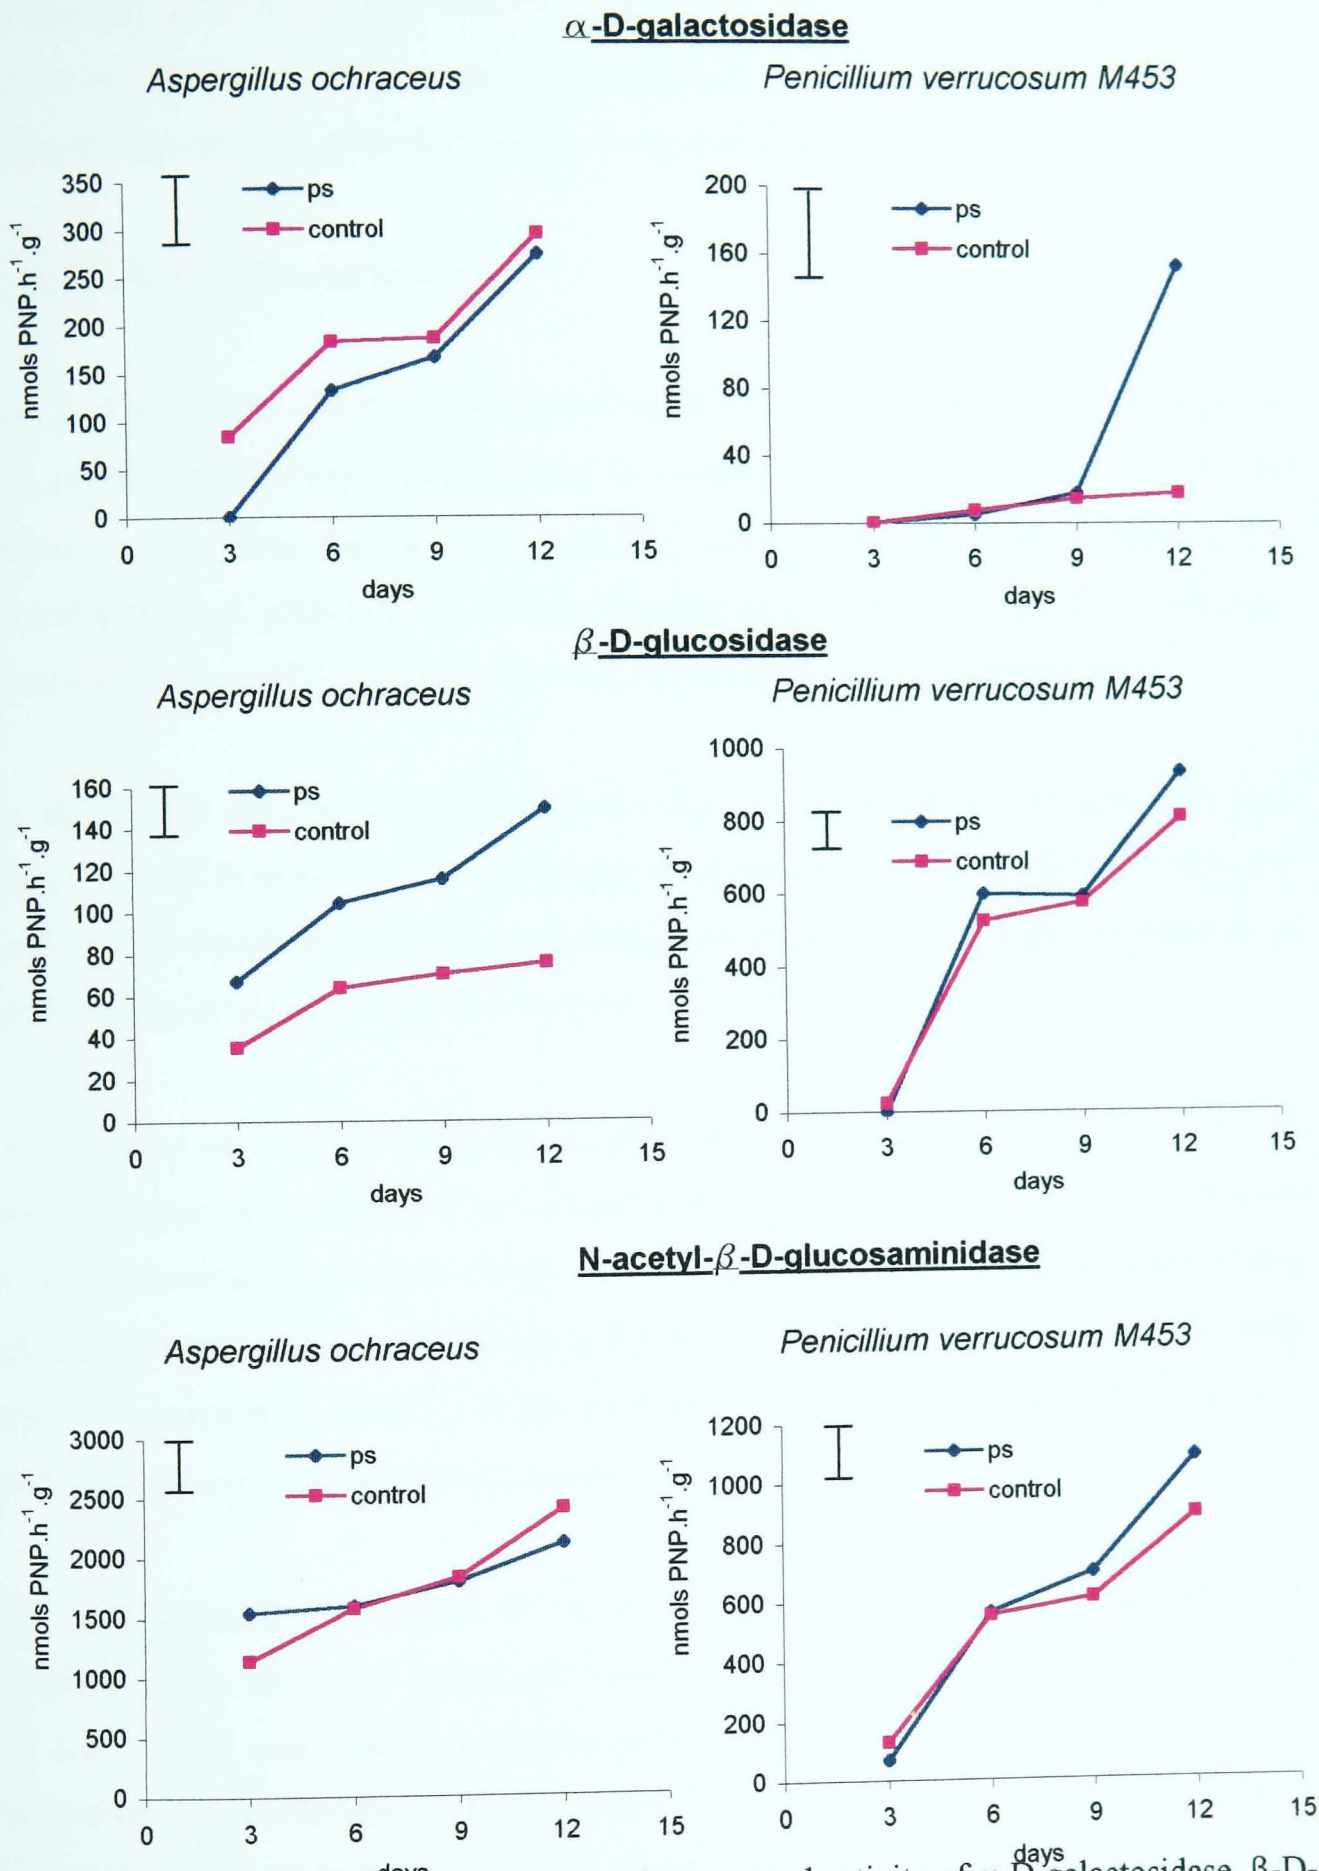 α-D-galactosidase
Aspergillus ochraceus
Penicillium verrucosum M453
350
300
250
200
150
100
50
0
nmols PNP.h⁻¹.g⁻¹
ps
control
0 3 6 9 12 15
days
200
160
120
80
40
0
nmols PNP.h⁻¹.g⁻¹
ps
control
0 3 6 9 12 15
days
β-D-glucosidase
Aspergillus ochraceus
Penicillium verrucosum M453
160
140
120
100
80
60
40
20
0
nmols PNP.h⁻¹.g⁻¹
ps
control
0 3 6 9 12 15
days
1000
800
600
400
200
0
nmols PNP.h⁻¹.g⁻¹
ps
control
0 3 6 9 12 15
days
N-acetyl-β-D-glucosaminidase
Aspergillus ochraceus
Penicillium verrucosum M453
3000
2500
2000
1500
1000
500
0
nmols PNP.h⁻¹.g⁻¹
ps
control
0 3 6 9 12 15
days
1200
1000
800
600
400
200
0
nmols PNP.h⁻¹.g⁻¹
ps
control
0 3 6 9 12 15
days
activity of α-D-galactosidase, β-D-